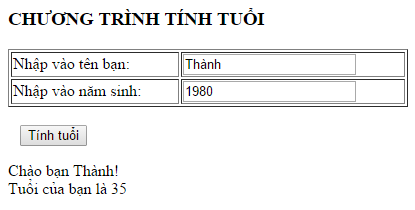 CHƯƠNG TRÌNH TÍNH TUỔI
Nhập vào tên bạn: Thành
Nhập vào năm sinh: 1980
Tính tuổi
Chào bạn Thành!
Tuổi của bạn là 35